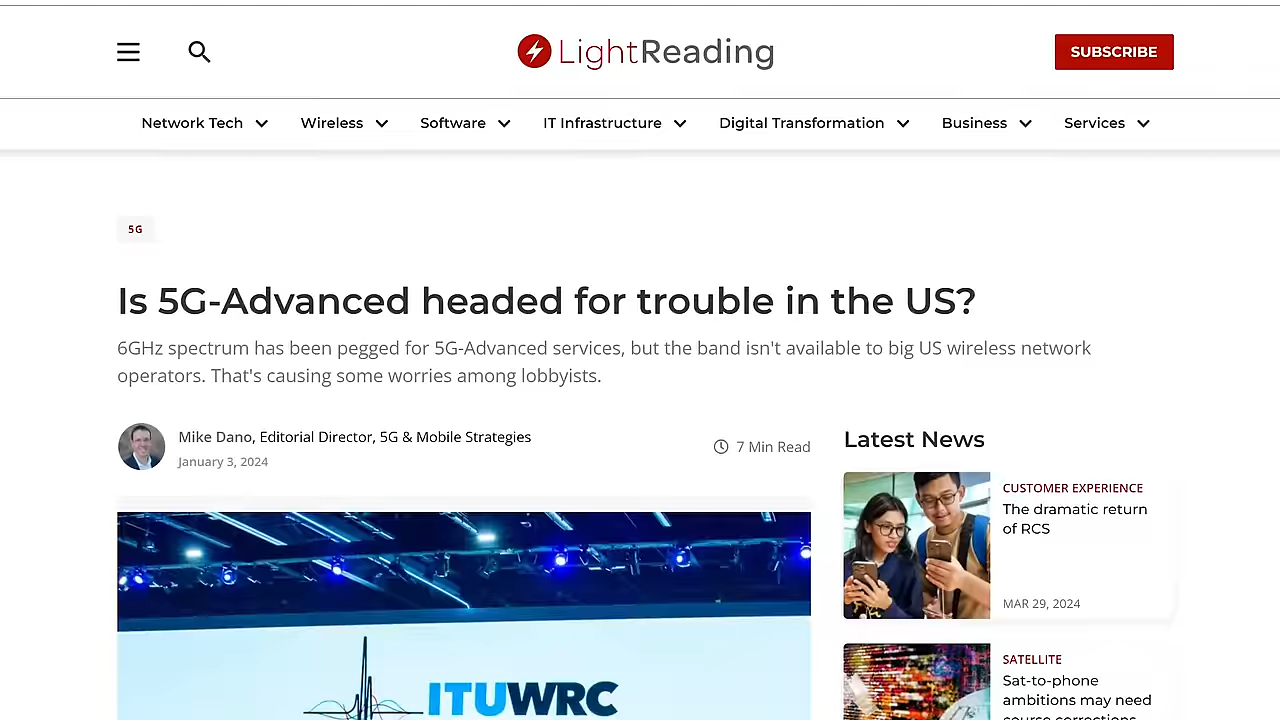 LightReading
SUBSCRIBE
Network Tech
Wireless
Software
IT Infrastructure
Digital Transformation
Business
Services
5G
Is 5G-Advanced headed for trouble in the US?
6GHz spectrum has been pegged for 5G-Advanced services, but the band isn't available to big US wireless network
operators. That's causing some worries among lobbyists.
Mike Dano, Editorial Director, 5G & Mobile Strategies
January 3, 2024
7 Min Read
ITUWRC
Latest News
CUSTOMER EXPERIENCE
The dramatic return
of RCS
MAR 29, 2024
SATELLITE
Sat-to-phone
ambitions may need
course corrections